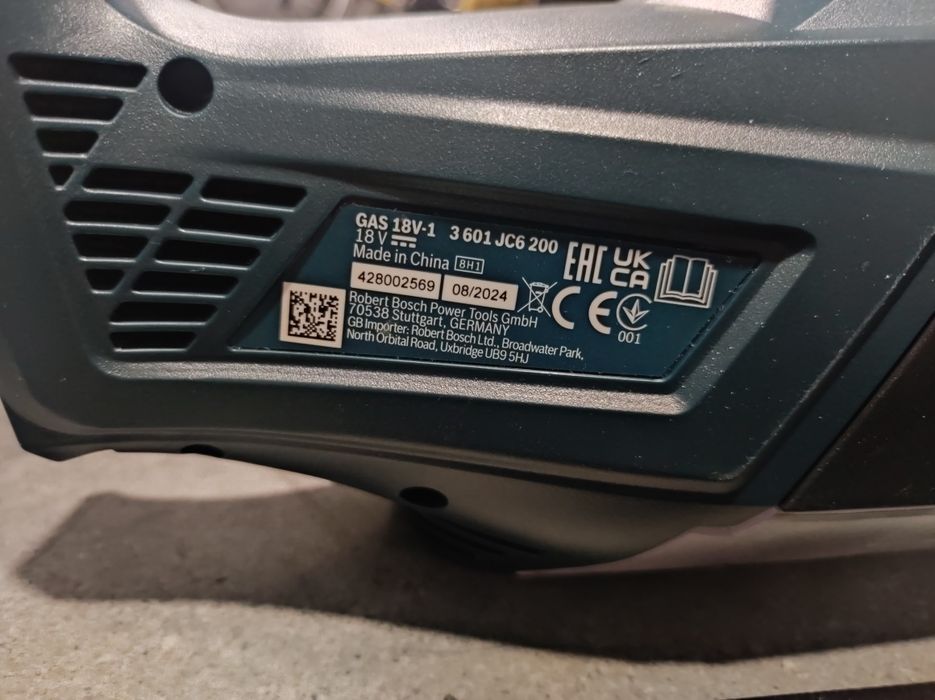 GAS 18V-1 3 601 JC6 200
18 V
Made in China 8H1
428002569 08/2024
Robert Bosch Power Tools GmbH
70538 Stuttgart, GERMANY
GB Importer: Robert Bosch Ltd., Broadwater Park,
North Orbital Road, Uxbridge UB9 5HJ
EAC UK
CA
CE
001